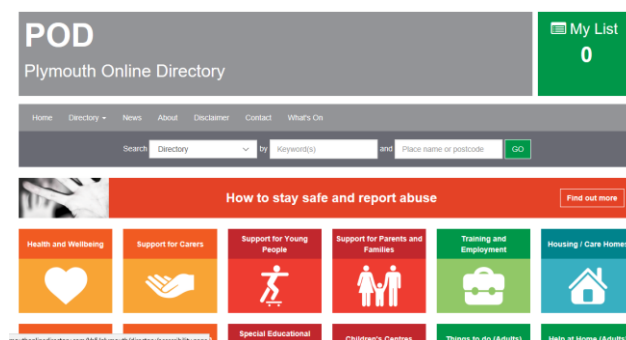 POD
Plymouth Online Directory
My List
0
Home Directory News About Disclaimer Contact What's On
Search Directory by Keyword(s) and Place name or postcode GO
How to stay safe and report abuse
Find out more
Health and Wellbeing
Support for Carers
Support for Young
People
Support for Parents and
Families
Training and
Employment
Housing / Care Homes
Special Educational
Children's Centres
Things to do (Adults)
Help at Home (Adults)